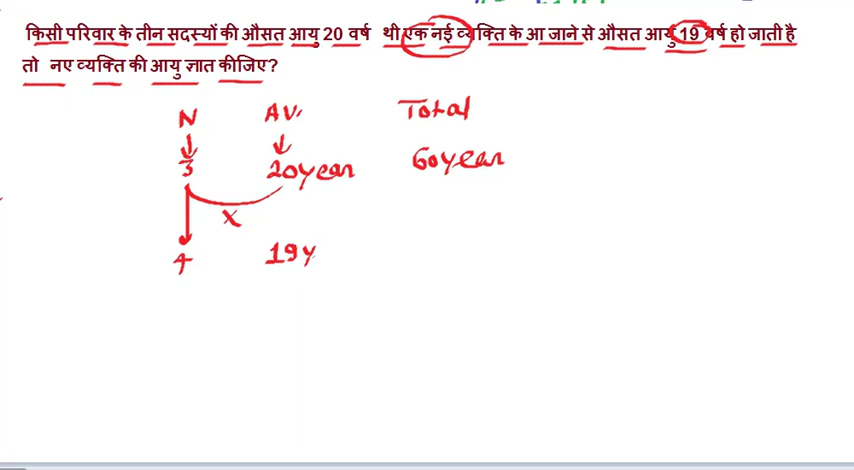 किसी परिवार के तीन सदस्यों की औसत आयु 20 वर्ष थी एक नई व्यक्ति के आ जाने से औसत आयु 19 वर्ष हो जाती है
तो नए व्यक्ति की आयु ज्ञात कीजिए?
N AV. Total
3 20year 60year
x
4 19y